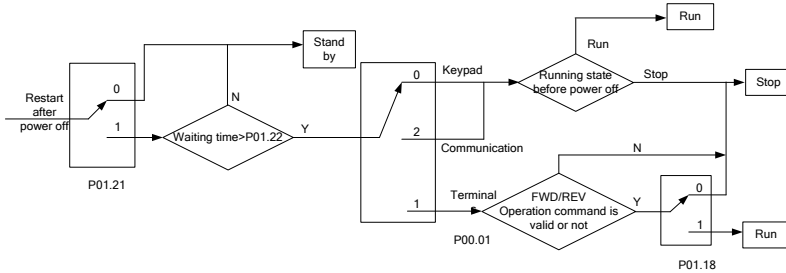 Run
Stand
by
Run
Restart
after
power off
0
1
P01.21
N
Waiting time>P01.22
Y
0
2
1
Keypad
Communication
Terminal
P00.01
Running state
before power off
Stop
Stop
N
FWD/REV
Operation command is
valid or not
Y
0
1
P01.18
Run